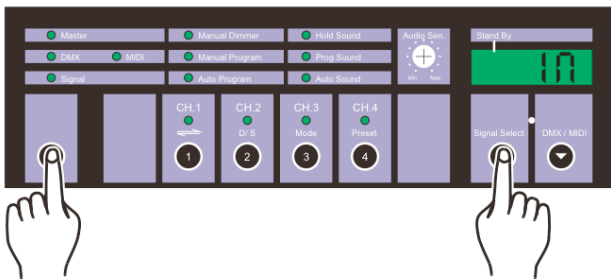 Master
Manual Dimmer
Hold Sound
Audio Sen.
Stand By
DMX
MIDI
Manual Program
Prog Sound
Signal
Auto Program
Auto Sound
Min
Max
1n
CH.1
CH.2
CH.3
CH.4
D/ S
Mode
Preset
Signal Select
DMX / MIDI
1
2
3
4